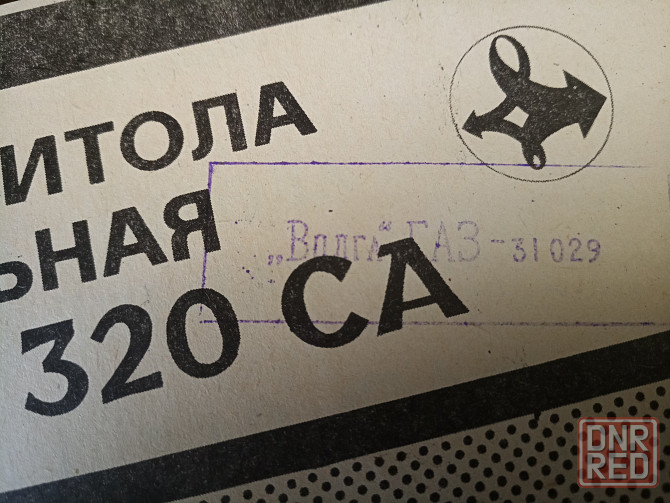 ИТОЛА
ЬНАЯ
320 СА
„Волга“ ГАЗ-31029
DNR
RED